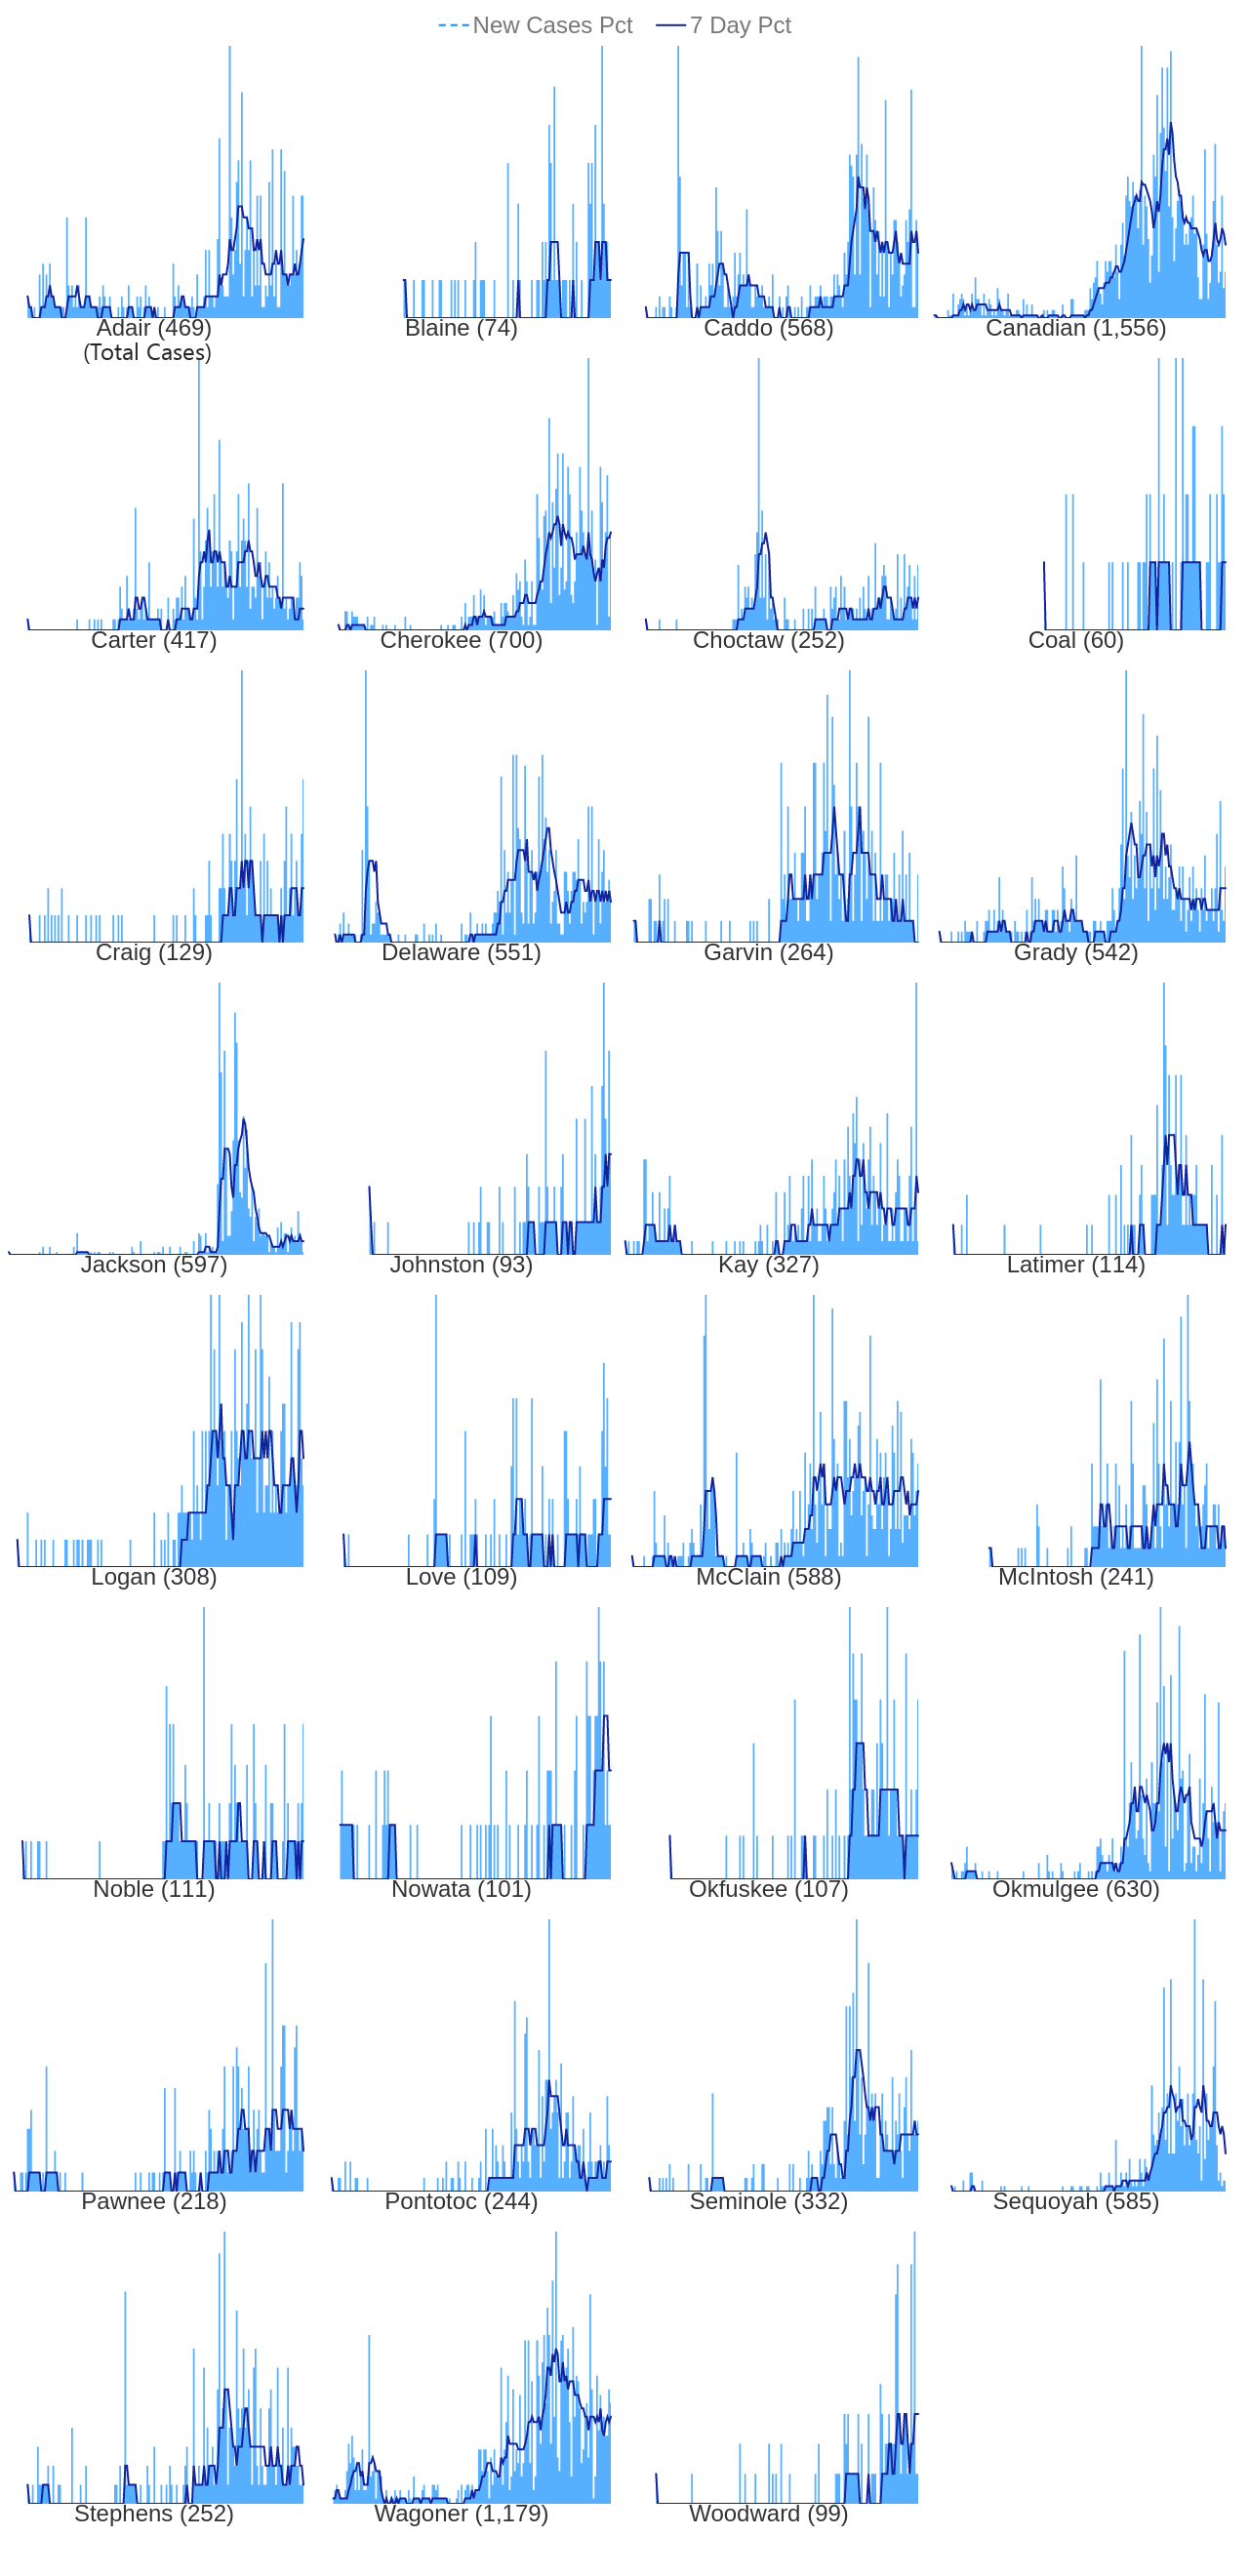 New Cases Pct 7 Day Pct
Adair (469) Blaine (74) Caddo (568) Canadian (1,556)
(Total Cases)
Carter (417) Cherokee (700) Choctaw (252) Coal (60)
Craig (129) Delaware (551) Garvin (264) Grady (542)
Jackson (597) Johnston (93) Kay (327) Latimer (114)
Logan (308) Love (109) McClain (588) McIntosh (241)
Noble (111) Nowata (101) Okfuskee (107) Okmulgee (630)
Pawnee (218) Pontotoc (244) Seminole (332) Sequoyah (585)
Stephens (252) Wagoner (1,179) Woodward (99)